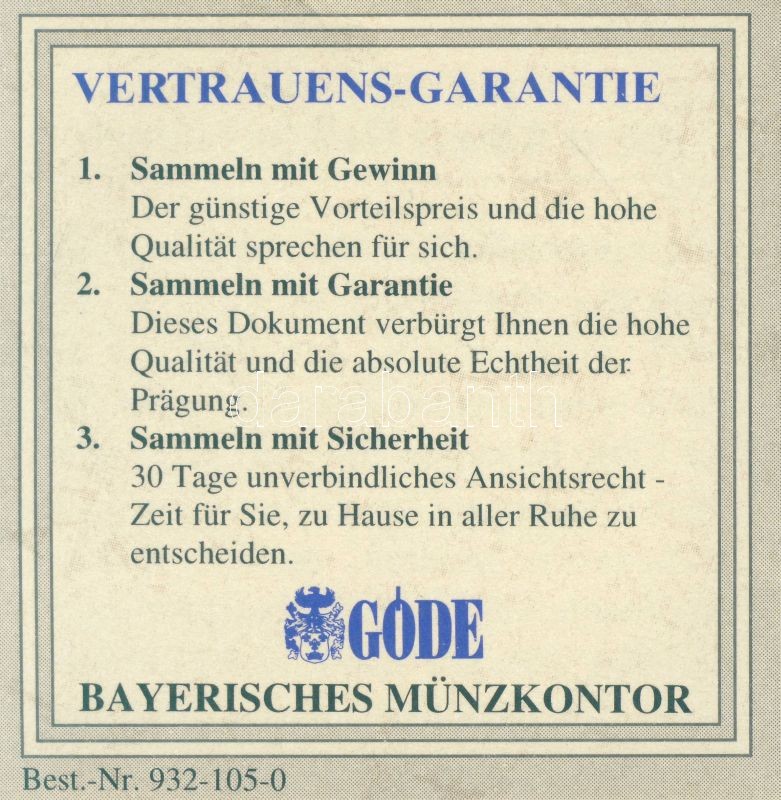 VERTRAUENS-GARANTIE
1. Sammeln mit Gewinn
Der günstige Vorteilspreis und die hohe
Qualität sprechen für sich.
2. Sammeln mit Garantie
Dieses Dokument verbürgt Ihnen die hohe
Qualität und die absolute Echtheit der
Prägung.
darabanth
3. Sammeln mit Sicherheit
30 Tage unverbindliches Ansichtsrecht -
Zeit für Sie, zu Hause in aller Ruhe zu
entscheiden.
GÖDE
BAYERISCHES MÜNZKONTOR
Best.-Nr. 932-105-0